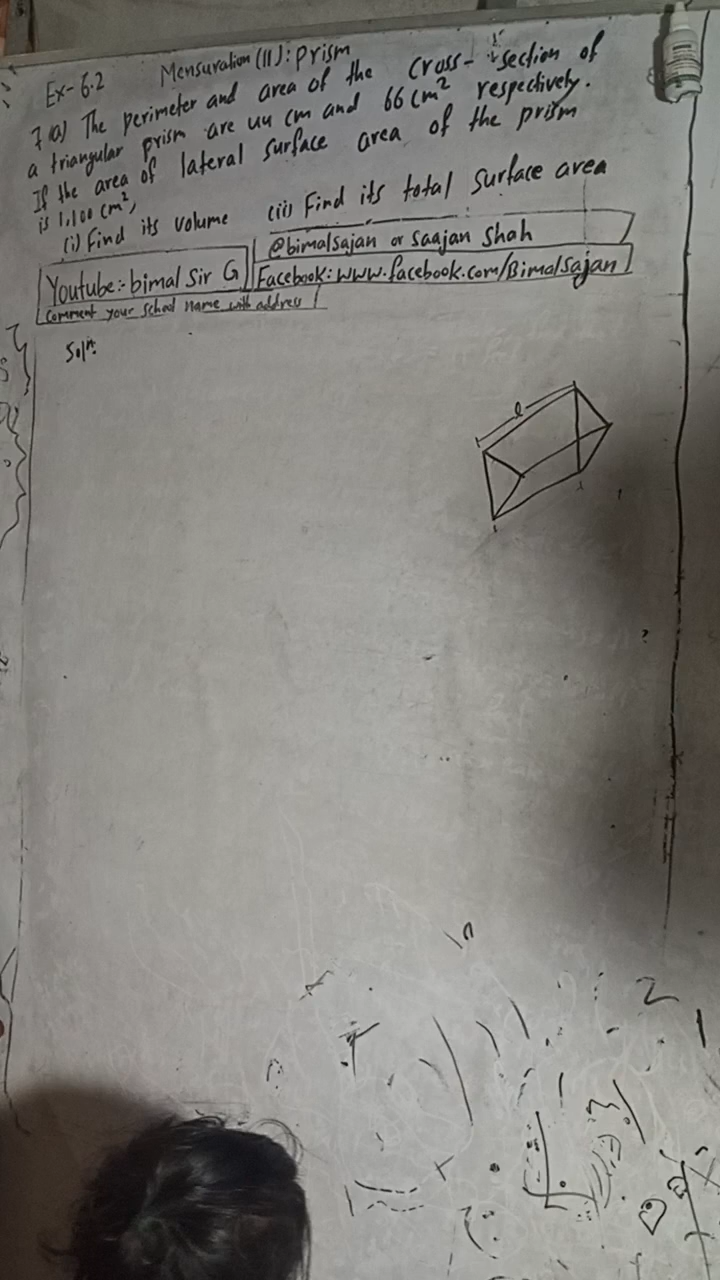 Ex-6.2 Mensuration (II): prism
7.(a) The perimeter and area of the cross-section of
a triangular prism are 44 cm and 66 cm² respectively.
If the area of lateral surface area of the prism
is 1,100 cm²,
(i) Find its volume (ii) Find its total surface area
@bimalsajan or Saajan Shah
Youtube:- bimal Sir G
Facebook: www.facebook.com/Bimalsajan
Comment your school name with address
Solⁿ:
l